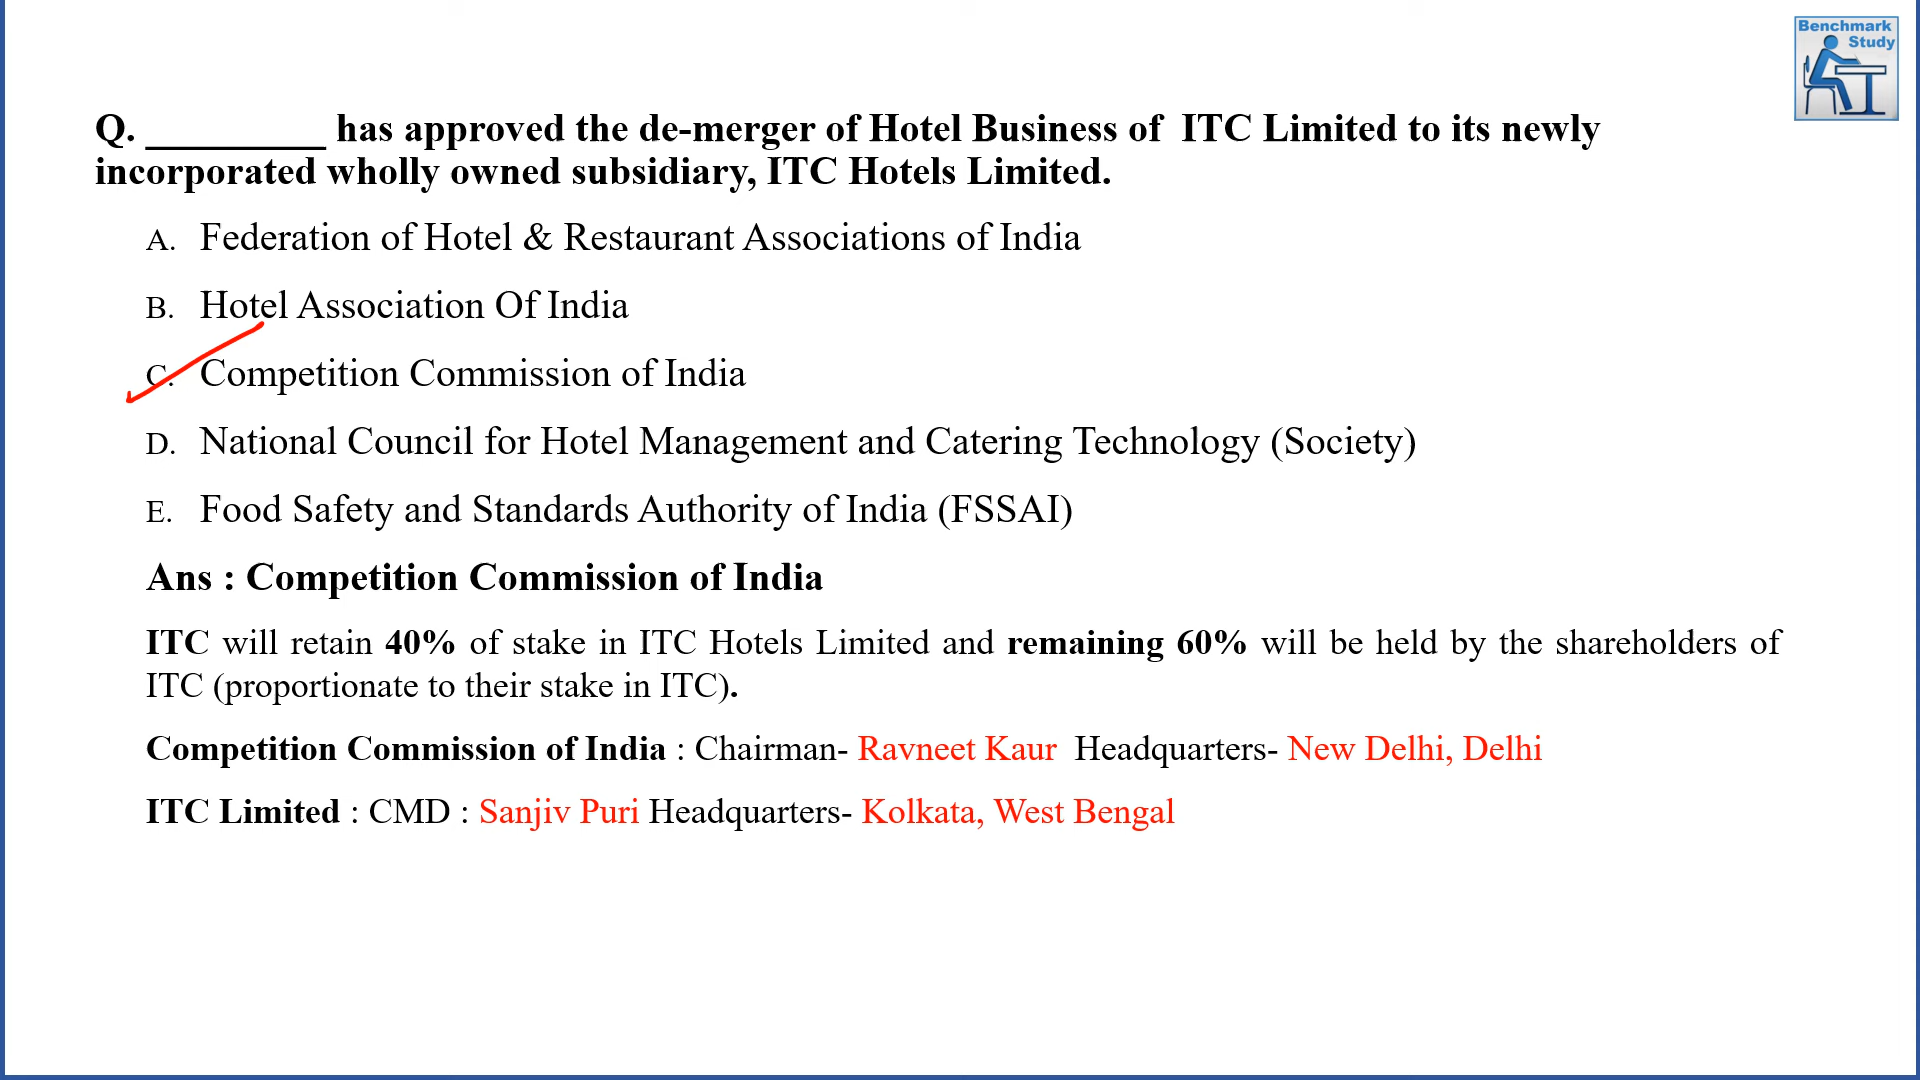 Benchmark
Study
Q. _________ has approved the de-merger of Hotel Business of ITC Limited to its newly
incorporated wholly owned subsidiary, ITC Hotels Limited.
A. Federation of Hotel & Restaurant Associations of India
B. Hotel Association Of India
C. Competition Commission of India
D. National Council for Hotel Management and Catering Technology (Society)
E. Food Safety and Standards Authority of India (FSSAI)
Ans : Competition Commission of India
ITC will retain 40% of stake in ITC Hotels Limited and remaining 60% will be held by the shareholders of
ITC (proportionate to their stake in ITC).
Competition Commission of India : Chairman- Ravneet Kaur Headquarters- New Delhi, Delhi
ITC Limited : CMD : Sanjiv Puri Headquarters- Kolkata, West Bengal